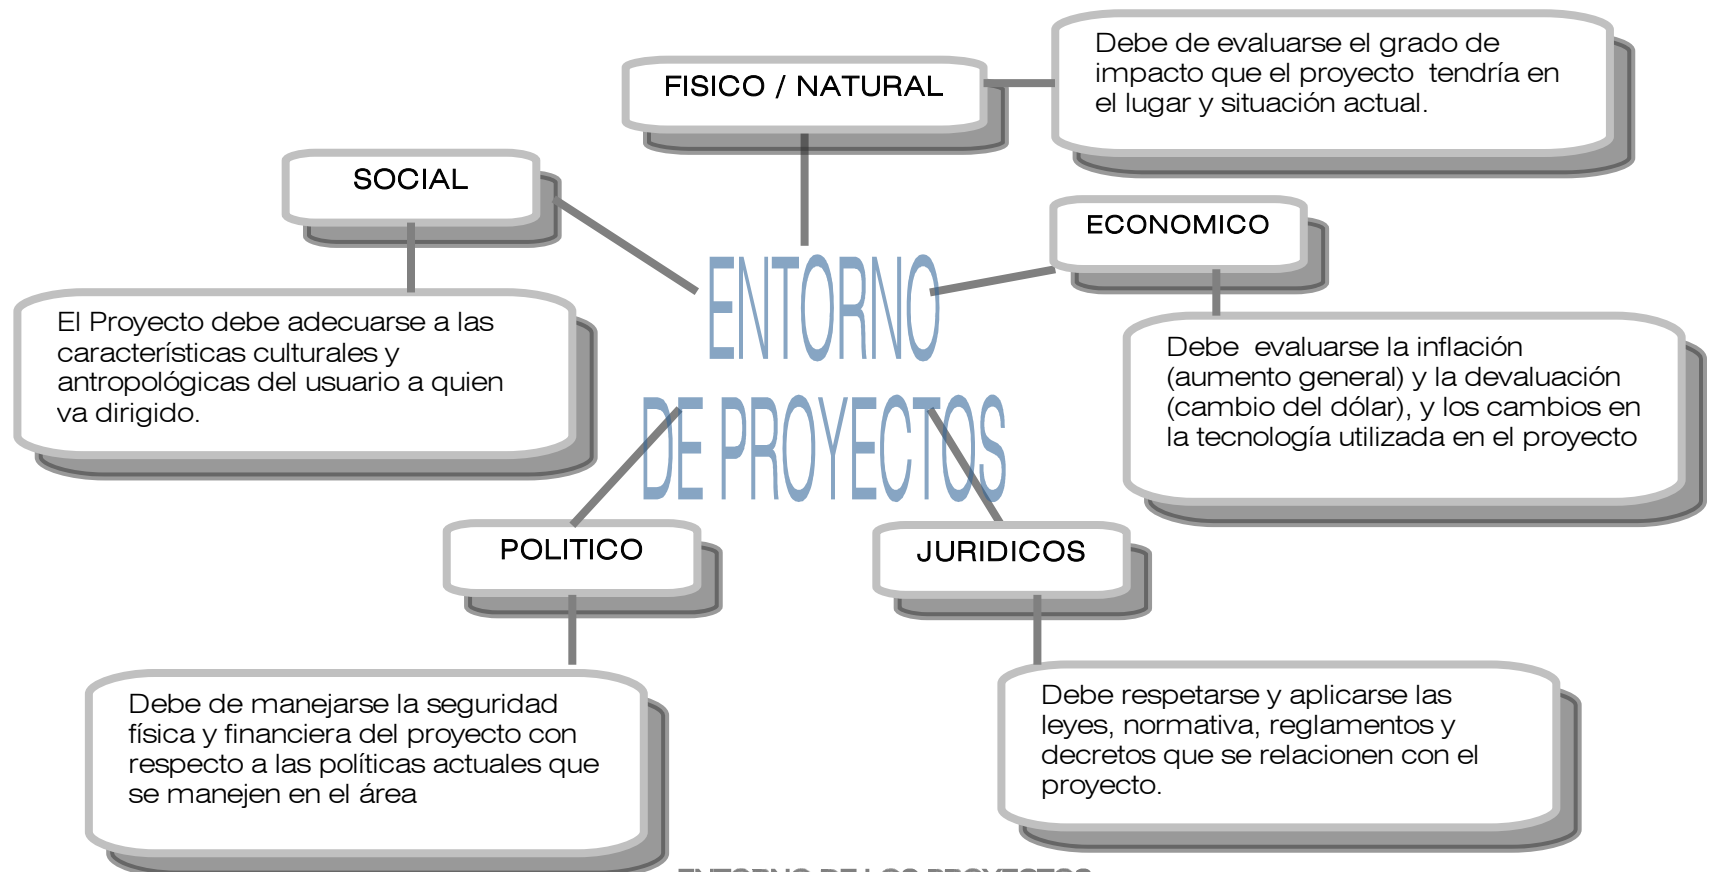 FISICO / NATURAL
Debe de evaluarse el grado de
impacto que el proyecto tendría en
el lugar y situación actual.
SOCIAL
El Proyecto debe adecuarse a las
características culturales y
antropológicas del usuario a quien
va dirigido.
ECONOMICO
Debe evaluarse la inflación
(aumento general) y la devaluación
(cambio del dólar), y los cambios en
la tecnología utilizada en el proyecto
ENTORNO
DE PROYECTOS
POLITICO
Debe de manejarse la seguridad
física y financiera del proyecto con
respecto a las políticas actuales que
se manejen en el área
JURIDICOS
Debe respetarse y aplicarse las
leyes, normativa, reglamentos y
decretos que se relacionen con el
proyecto.
ENTORNO DE LOS PROYECTOS